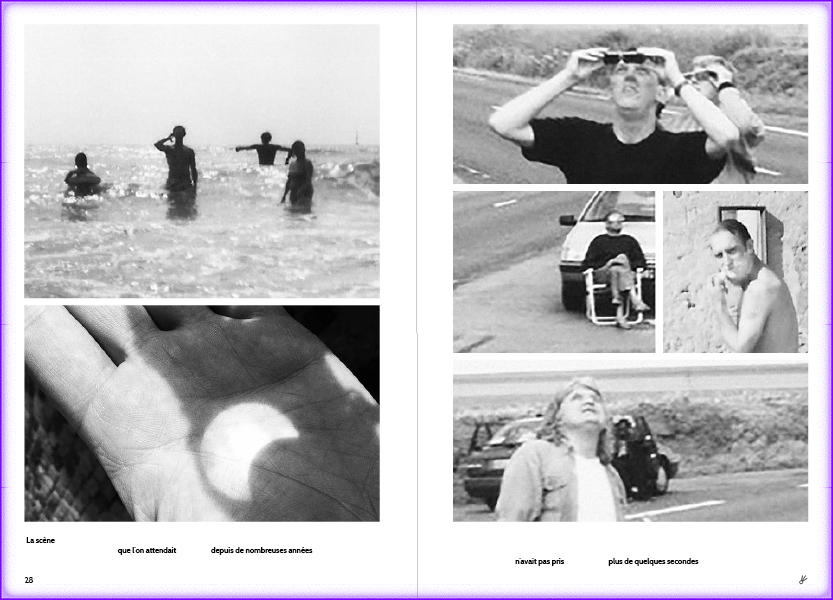 La scène
que l'on attendait depuis de nombreuses années
n'avait pas pris plus de quelques secondes
28